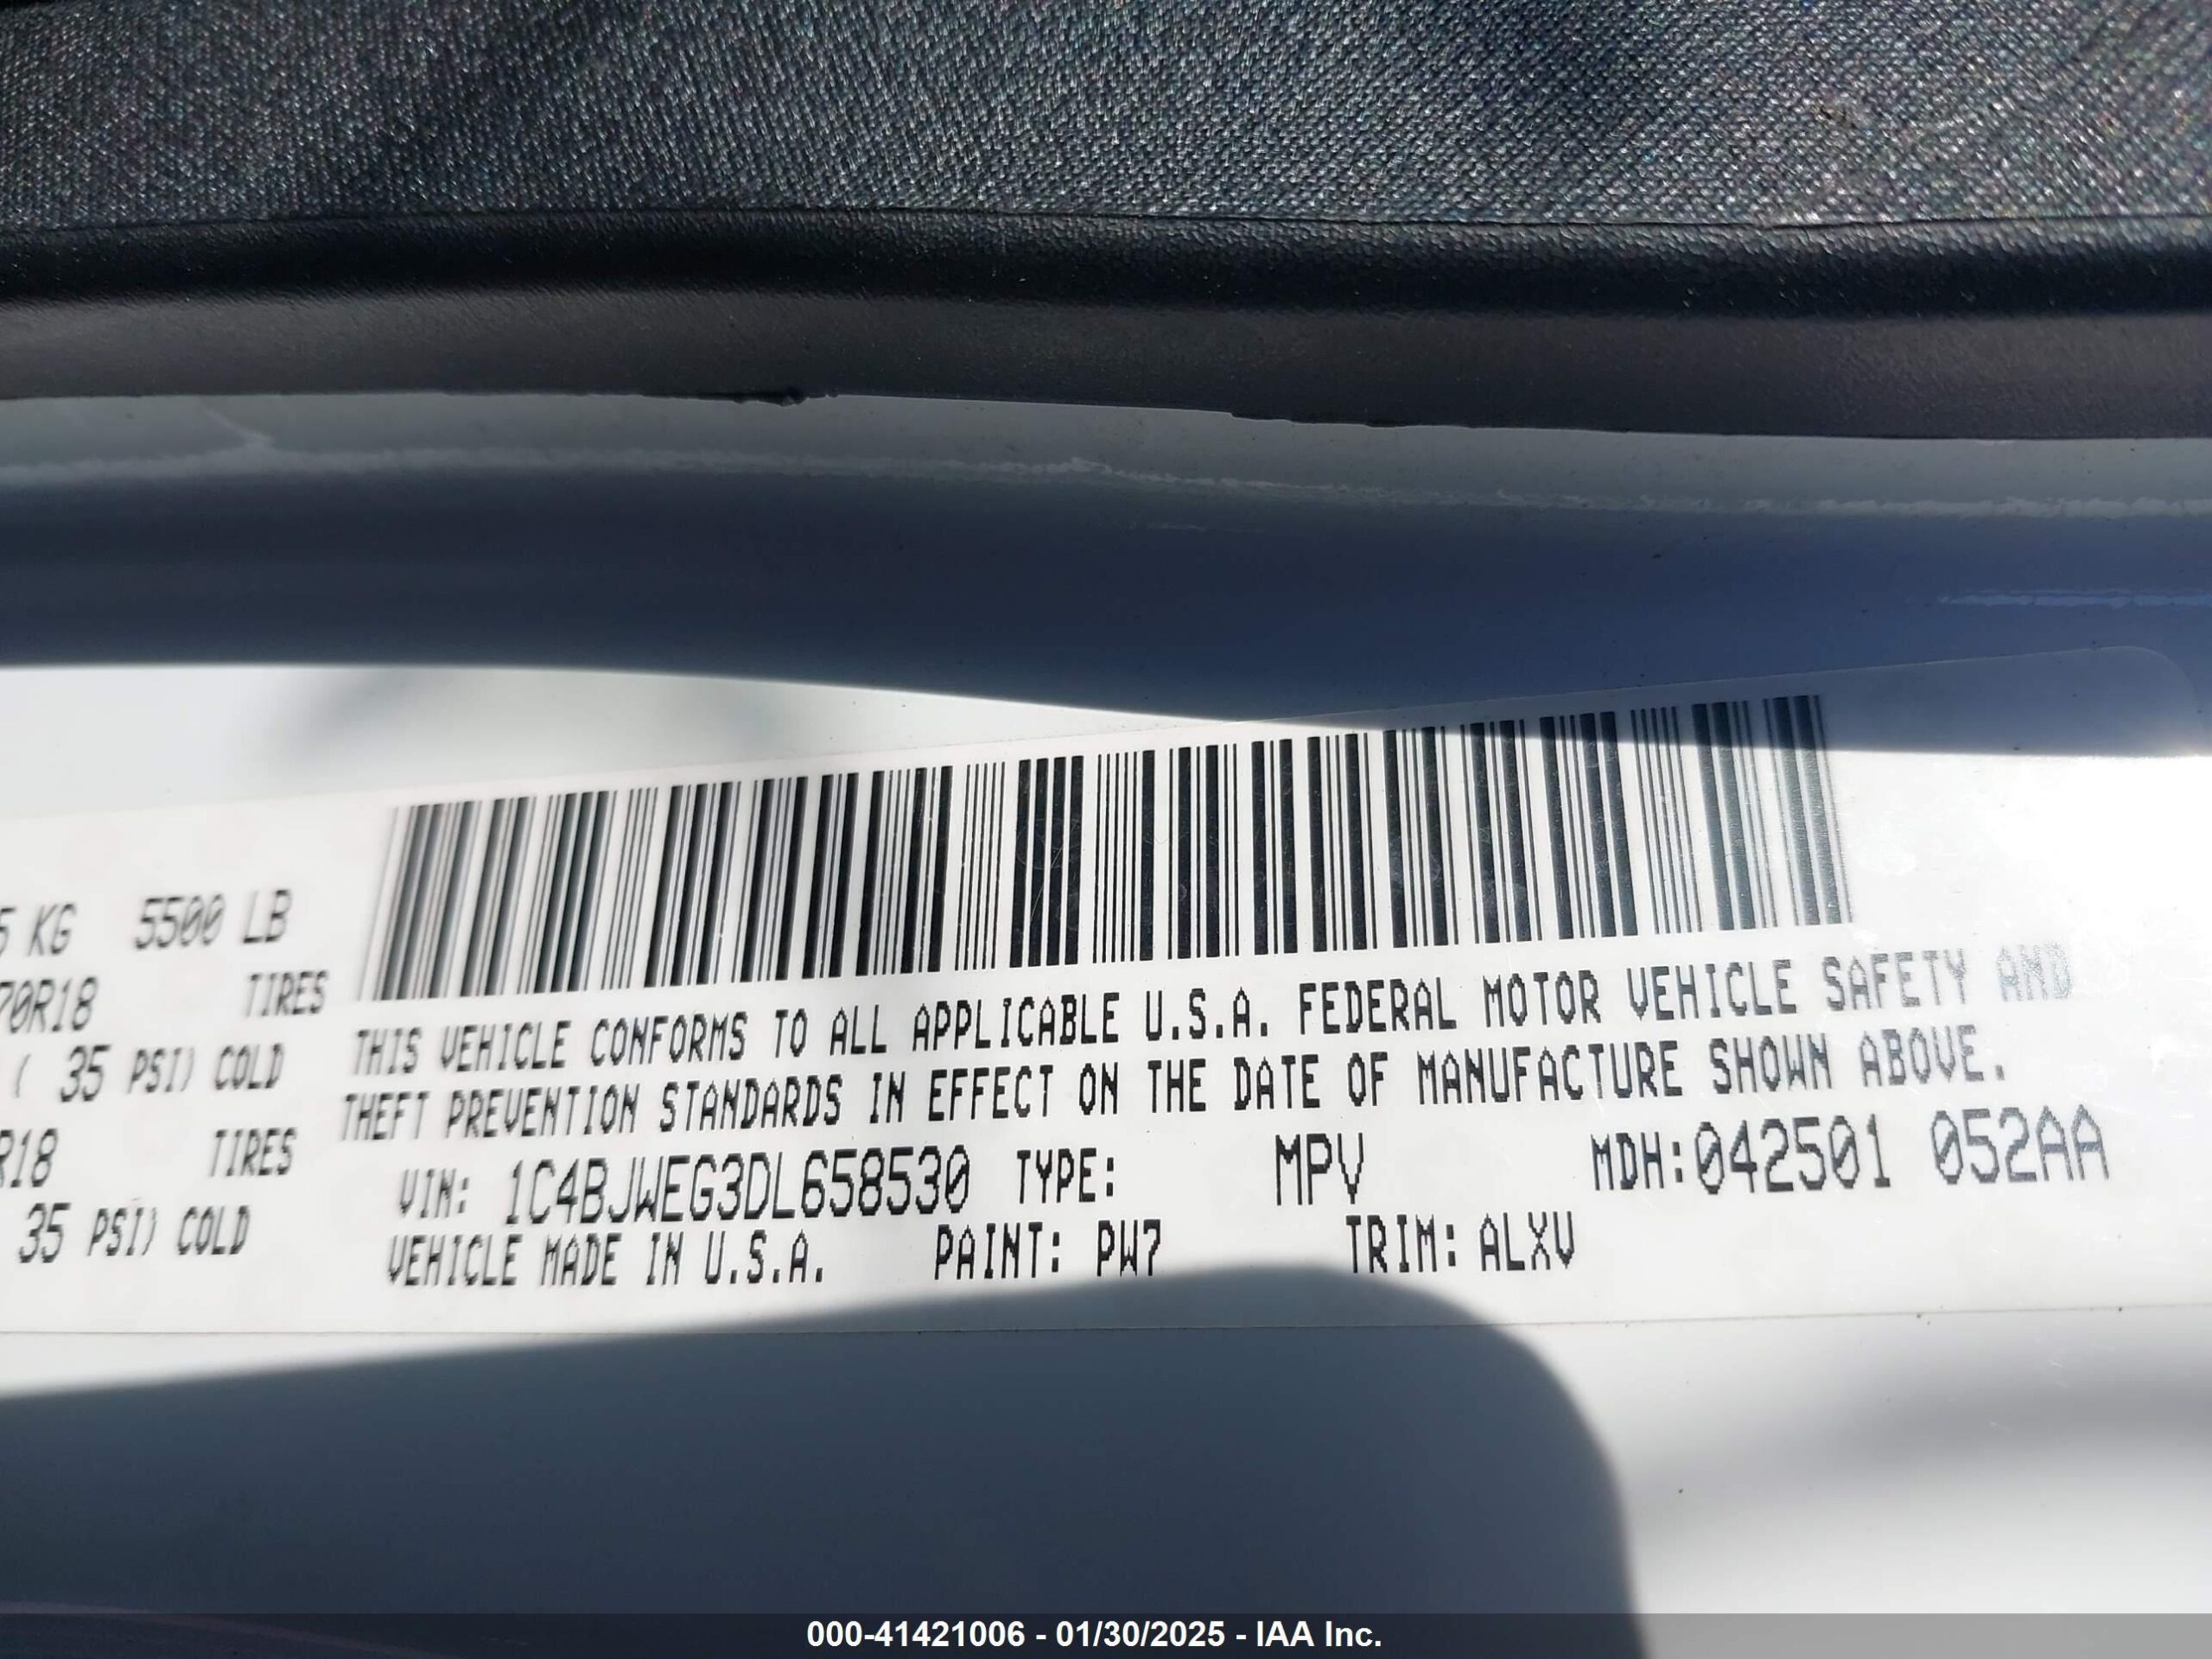 5 KG 5500 LB
70R18 TIRES
( 35 PSI) COLD
R18 TIRES
35 PSI) COLD
THIS VEHICLE CONFORMS TO ALL APPLICABLE U.S.A. FEDERAL MOTOR VEHICLE SAFETY AND
THEFT PREVENTION STANDARDS IN EFFECT ON THE DATE OF MANUFACTURE SHOWN ABOVE.
VIN: 1C4BJWEG3DL658530 TYPE: MPV MDH:042501 052AA
VEHICLE MADE IN U.S.A. PAINT: PW7 TRIM: ALXV
000-41421006 - 01/30/2025 - IAA Inc.